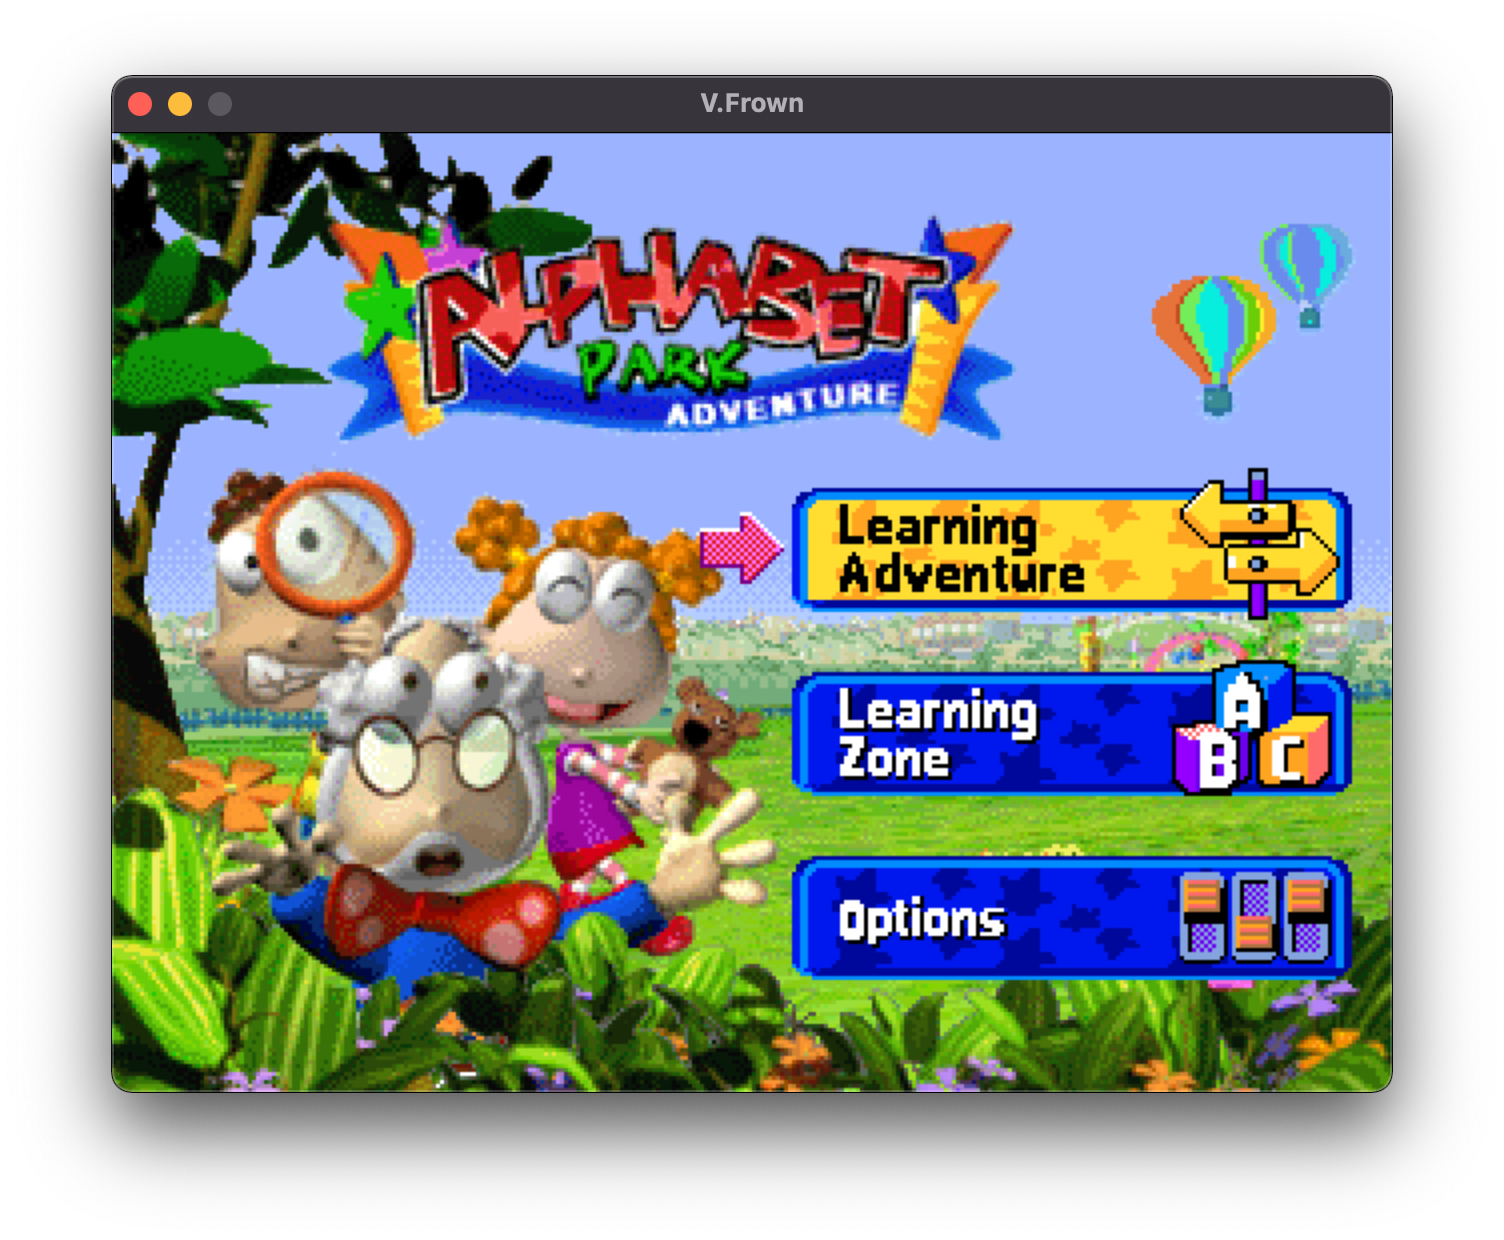 V.Frown
ALPHABET
PARK
ADVENTURE
Learning
Adventure
Learning
Zone
A
B C
Options